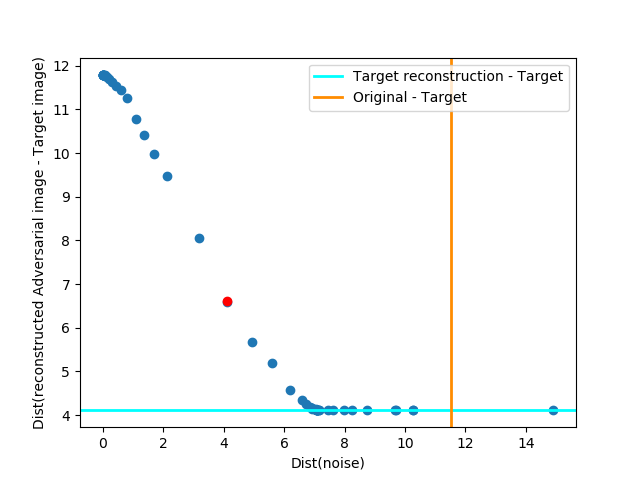 Target reconstruction - Target
Original - Target
12
11
10
9
8
7
6
5
4
Dist(reconstructed Adversarial image - Target image)
0 2 4 6 8 10 12 14
Dist(noise)